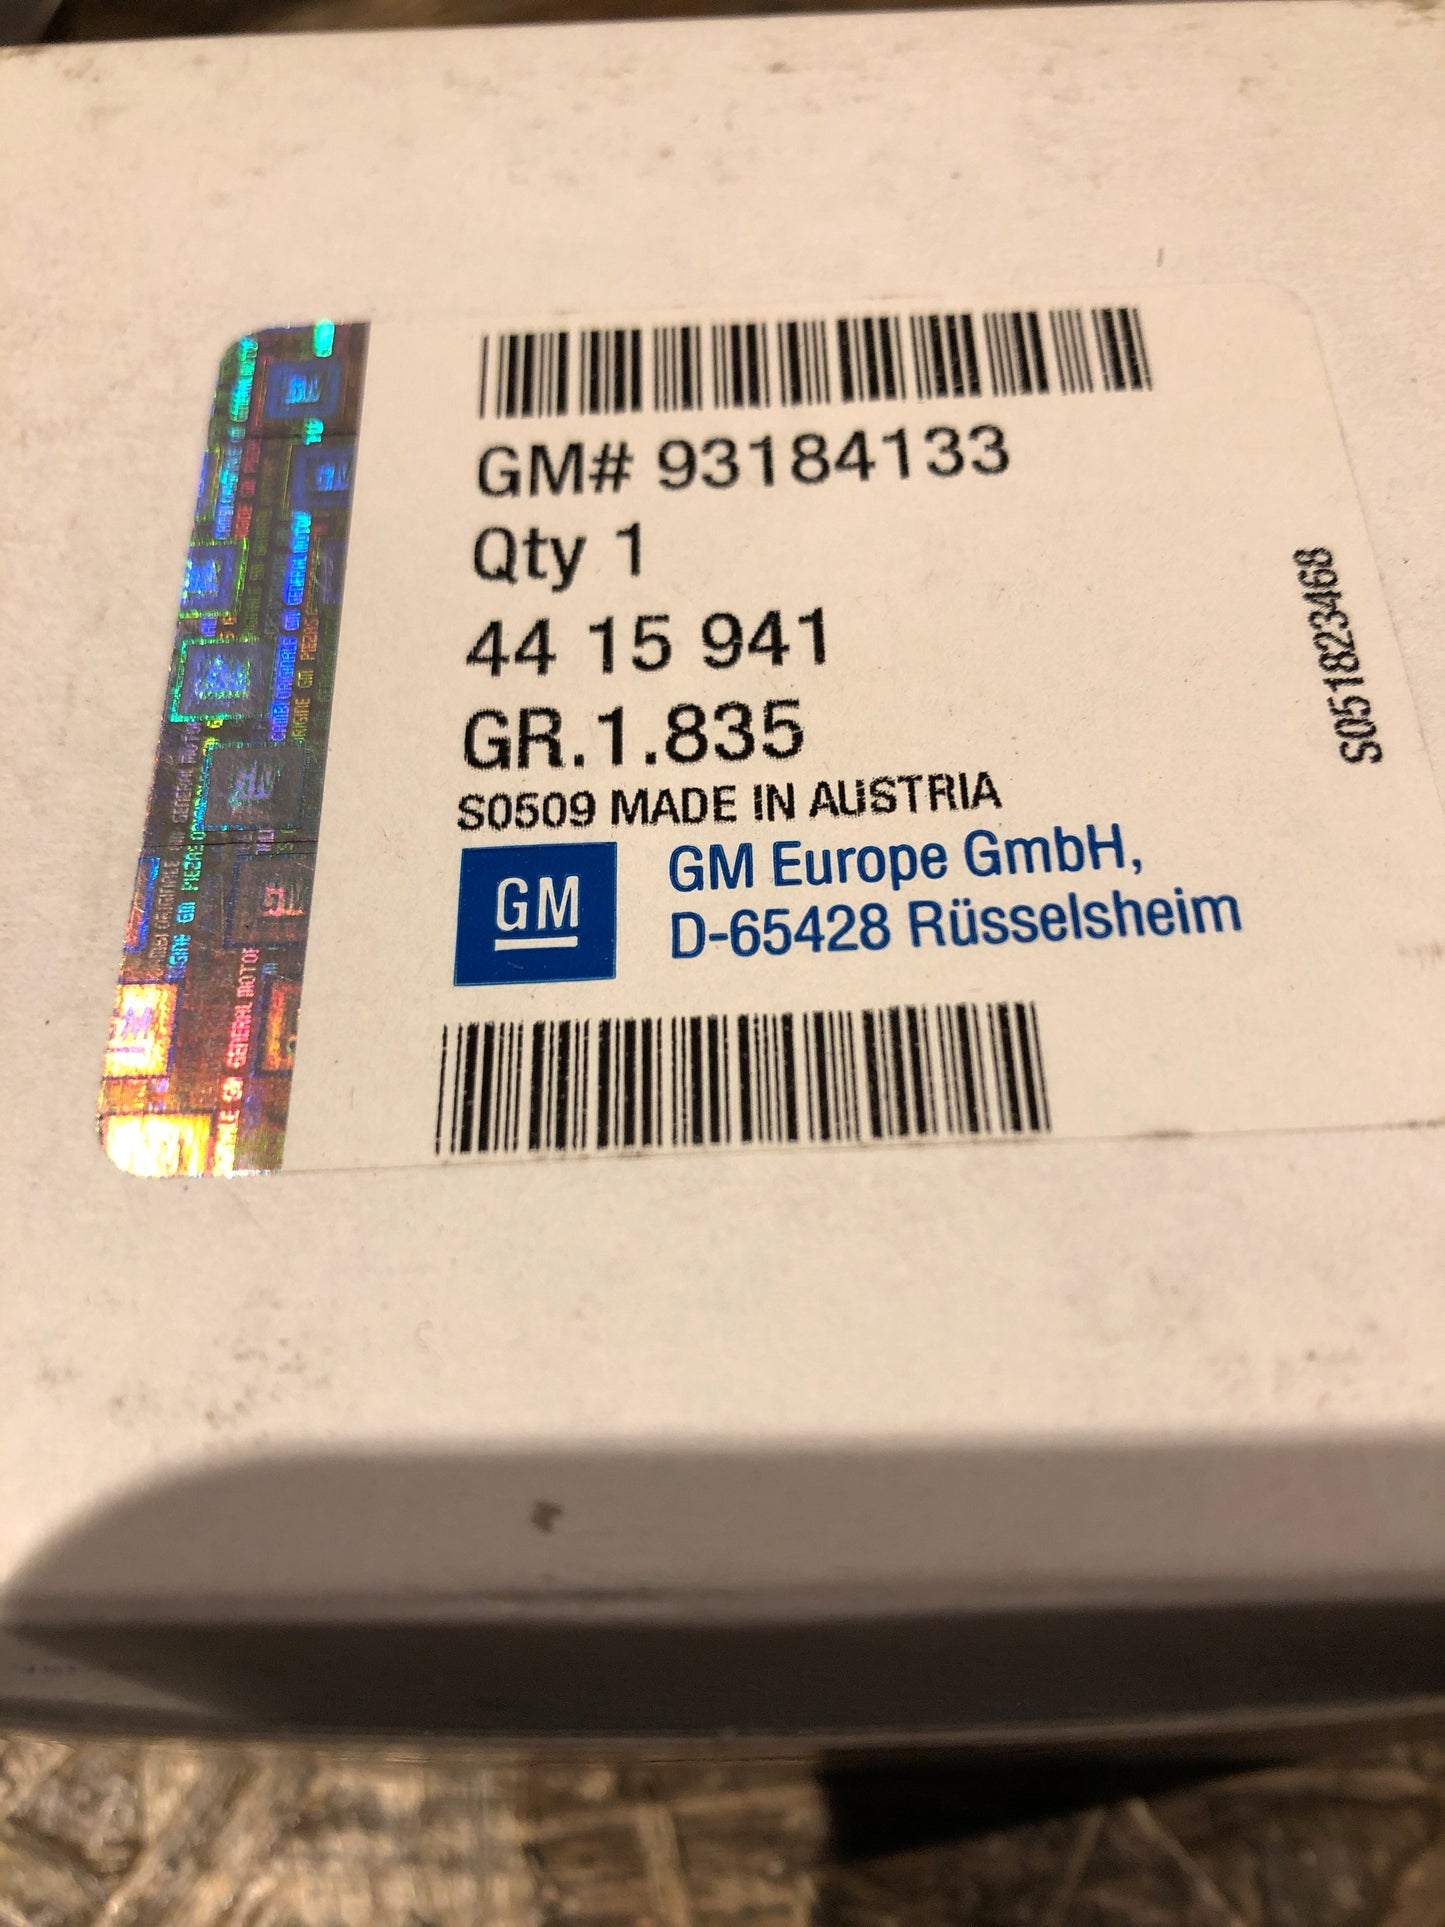 GM# 93184133
Qty 1
44 15 941
GR.1.835
S0509 MADE IN AUSTRIA
GM
GM Europe GmbH,
D-65428 Rüsselsheim
S051823468